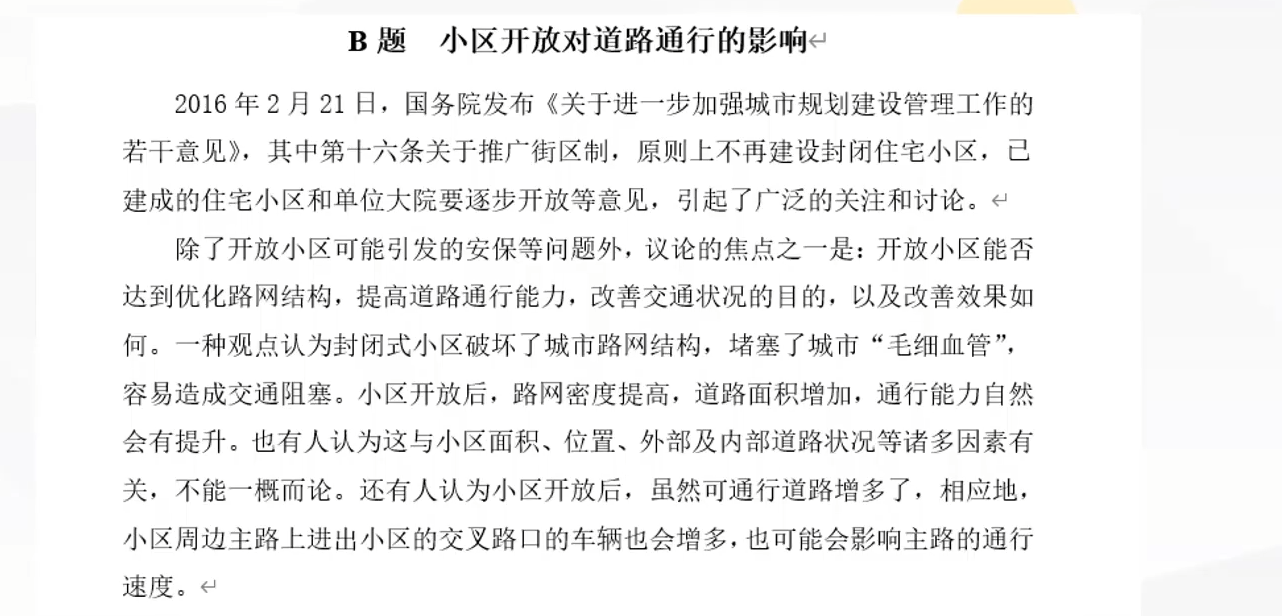 B 题 小区开放对道路通行的影响↵
2016 年 2 月 21 日，国务院发布《关于进一步加强城市规划建设管理工作的
若干意见》，其中第十六条关于推广街区制，原则上不再建设封闭住宅小区，已
建成的住宅小区和单位大院要逐步开放等意见，引起了广泛的关注和讨论。↵
除了开放小区可能引发的安保等问题外，议论的焦点之一是：开放小区能否
达到优化路网结构，提高道路通行能力，改善交通状况的目的，以及改善效果如
何。一种观点认为封闭式小区破坏了城市路网结构，堵塞了城市“毛细血管”，
容易造成交通阻塞。小区开放后，路网密度提高，道路面积增加，通行能力自然
会有提升。也有人认为这与小区面积、位置、外部及内部道路状况等诸多因素有
关，不能一概而论。还有人认为小区开放后，虽然可通行道路增多了，相应地，
小区周边主路上进出小区的交叉路口的车辆也会增多，也可能会影响主路的通行
速度。↵